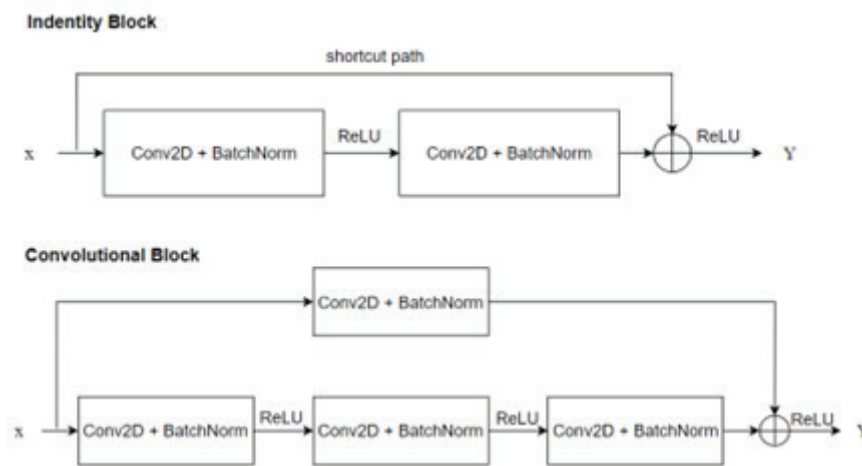 Indentity Block
shortcut path
x
Conv2D + BatchNorm
ReLU
Conv2D + BatchNorm
ReLU
Y
Convolutional Block
Conv2D + BatchNorm
x
Conv2D + BatchNorm
ReLU
Conv2D + BatchNorm
ReLU
Conv2D + BatchNorm
ReLU
Y